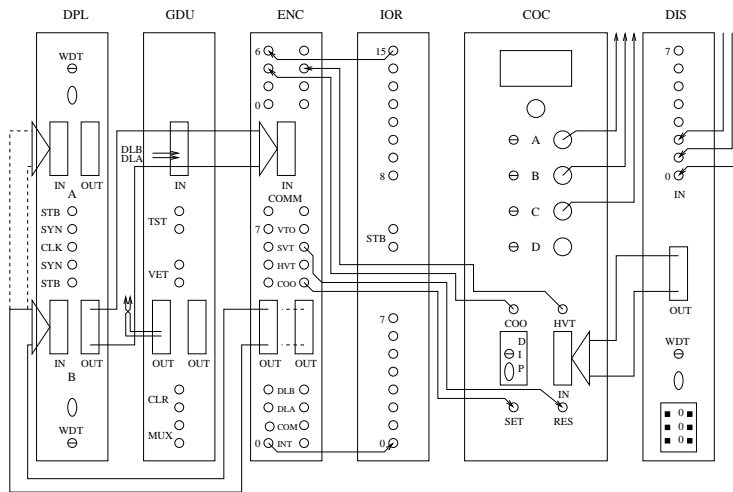 DPL GDU ENC IOR COC DIS
WDT
6 15 7
0
A
DLB
DLA
B
8 0
IN OUT IN IN IN
A COMM C
STB
SYN TST 7 VTO STB
CLK SVT D
SYN VET HVT
STB COO
OUT
COO HVT
7
D
I
P
WDT
IN OUT OUT OUT OUT OUT
B IN
CLR DLB
DLA SET RES 0
WDT MUX COM 0
0 INT 0 0